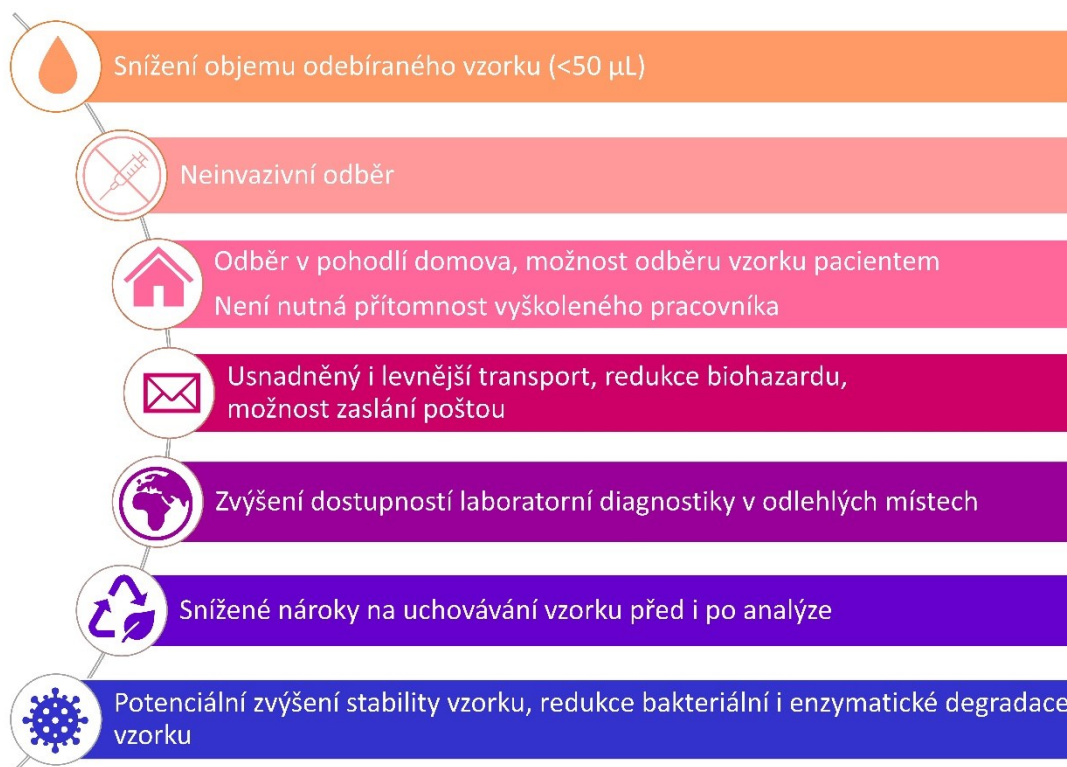 Snížení objemu odebíraného vzorku (<50 µL)
Neinvazivní odběr
Odběr v pohodlí domova, možnost odběru vzorku pacientem
Není nutná přítomnost vyškoleného pracovníka
Usnadněný i levnější transport, redukce biohazardu,
možnost zaslání poštou
Zvýšení dostupností laboratorní diagnostiky v odlehlých místech
Snížené nároky na uchovávání vzorku před i po analýze
Potenciální zvýšení stability vzorku, redukce bakteriální i enzymatické degradace
vzorku